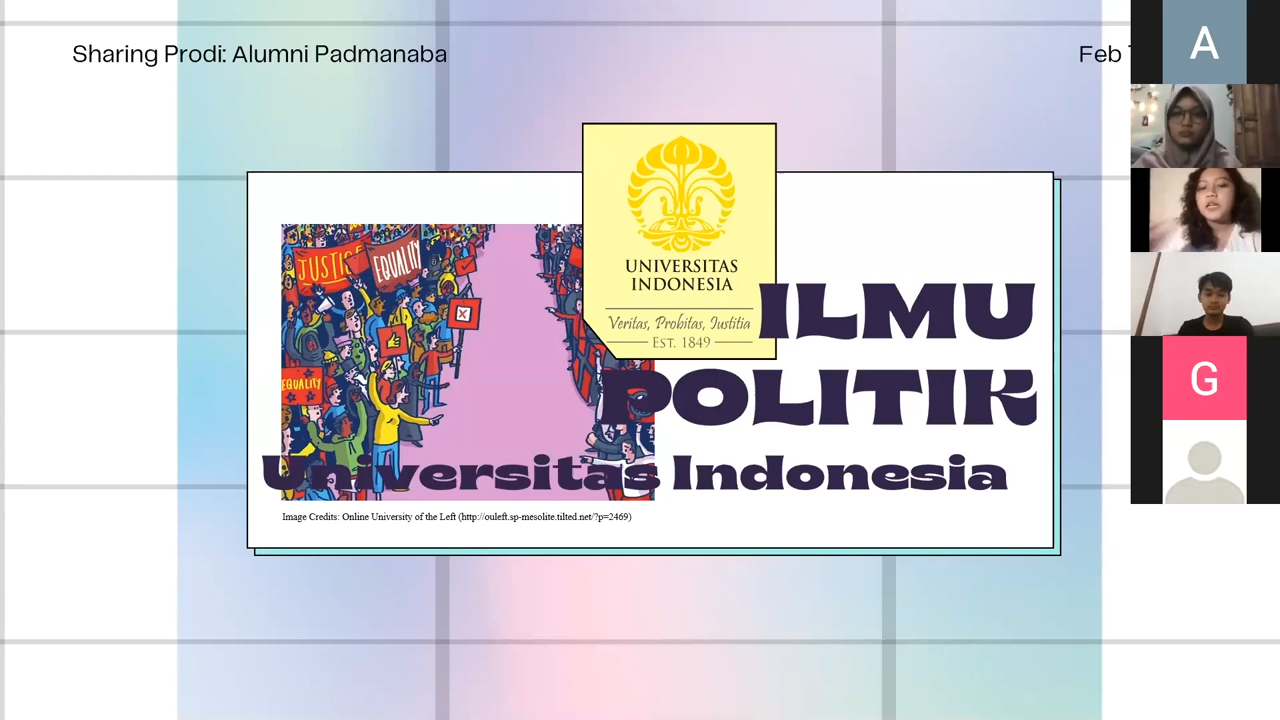 Sharing Prodi: Alumni Padmanaba
Feb
A
JUSTICE
EQUALITY
EQUALITY
UNIVERSITAS
INDONESIA
Veritas, Probitas, Iustitia
EST. 1849
ILMU
POLITIK
Universitas Indonesia
Image Credits: Online University of the Left (http://ouleft.sp-mesolite.tilted.net/?p=2469)
G